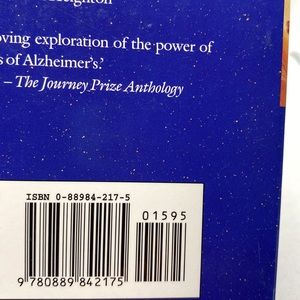 oving exploration of the power of
s of Alzheimer's.'
– The Journey Prize Anthology
ISBN 0-88984-217-5
01595
9 780889 842175